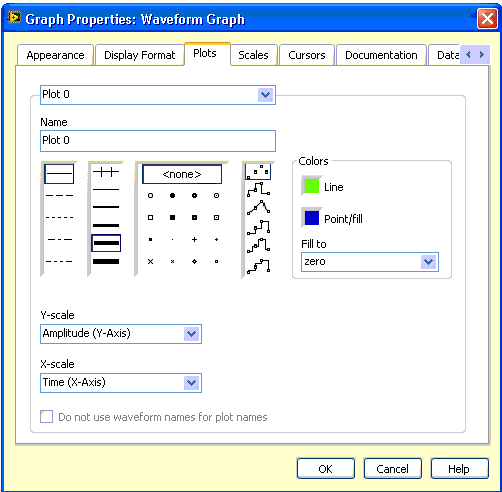 Graph Properties: Waveform Graph
Appearance Display Format Plots Scales Cursors Documentation Data
Plot 0
Name
Plot 0
<none>
Colors
Line
Point/fill
Fill to
zero
Y-scale
Amplitude (Y-Axis)
X-scale
Time (X-Axis)
Do not use waveform names for plot names
OK Cancel Help